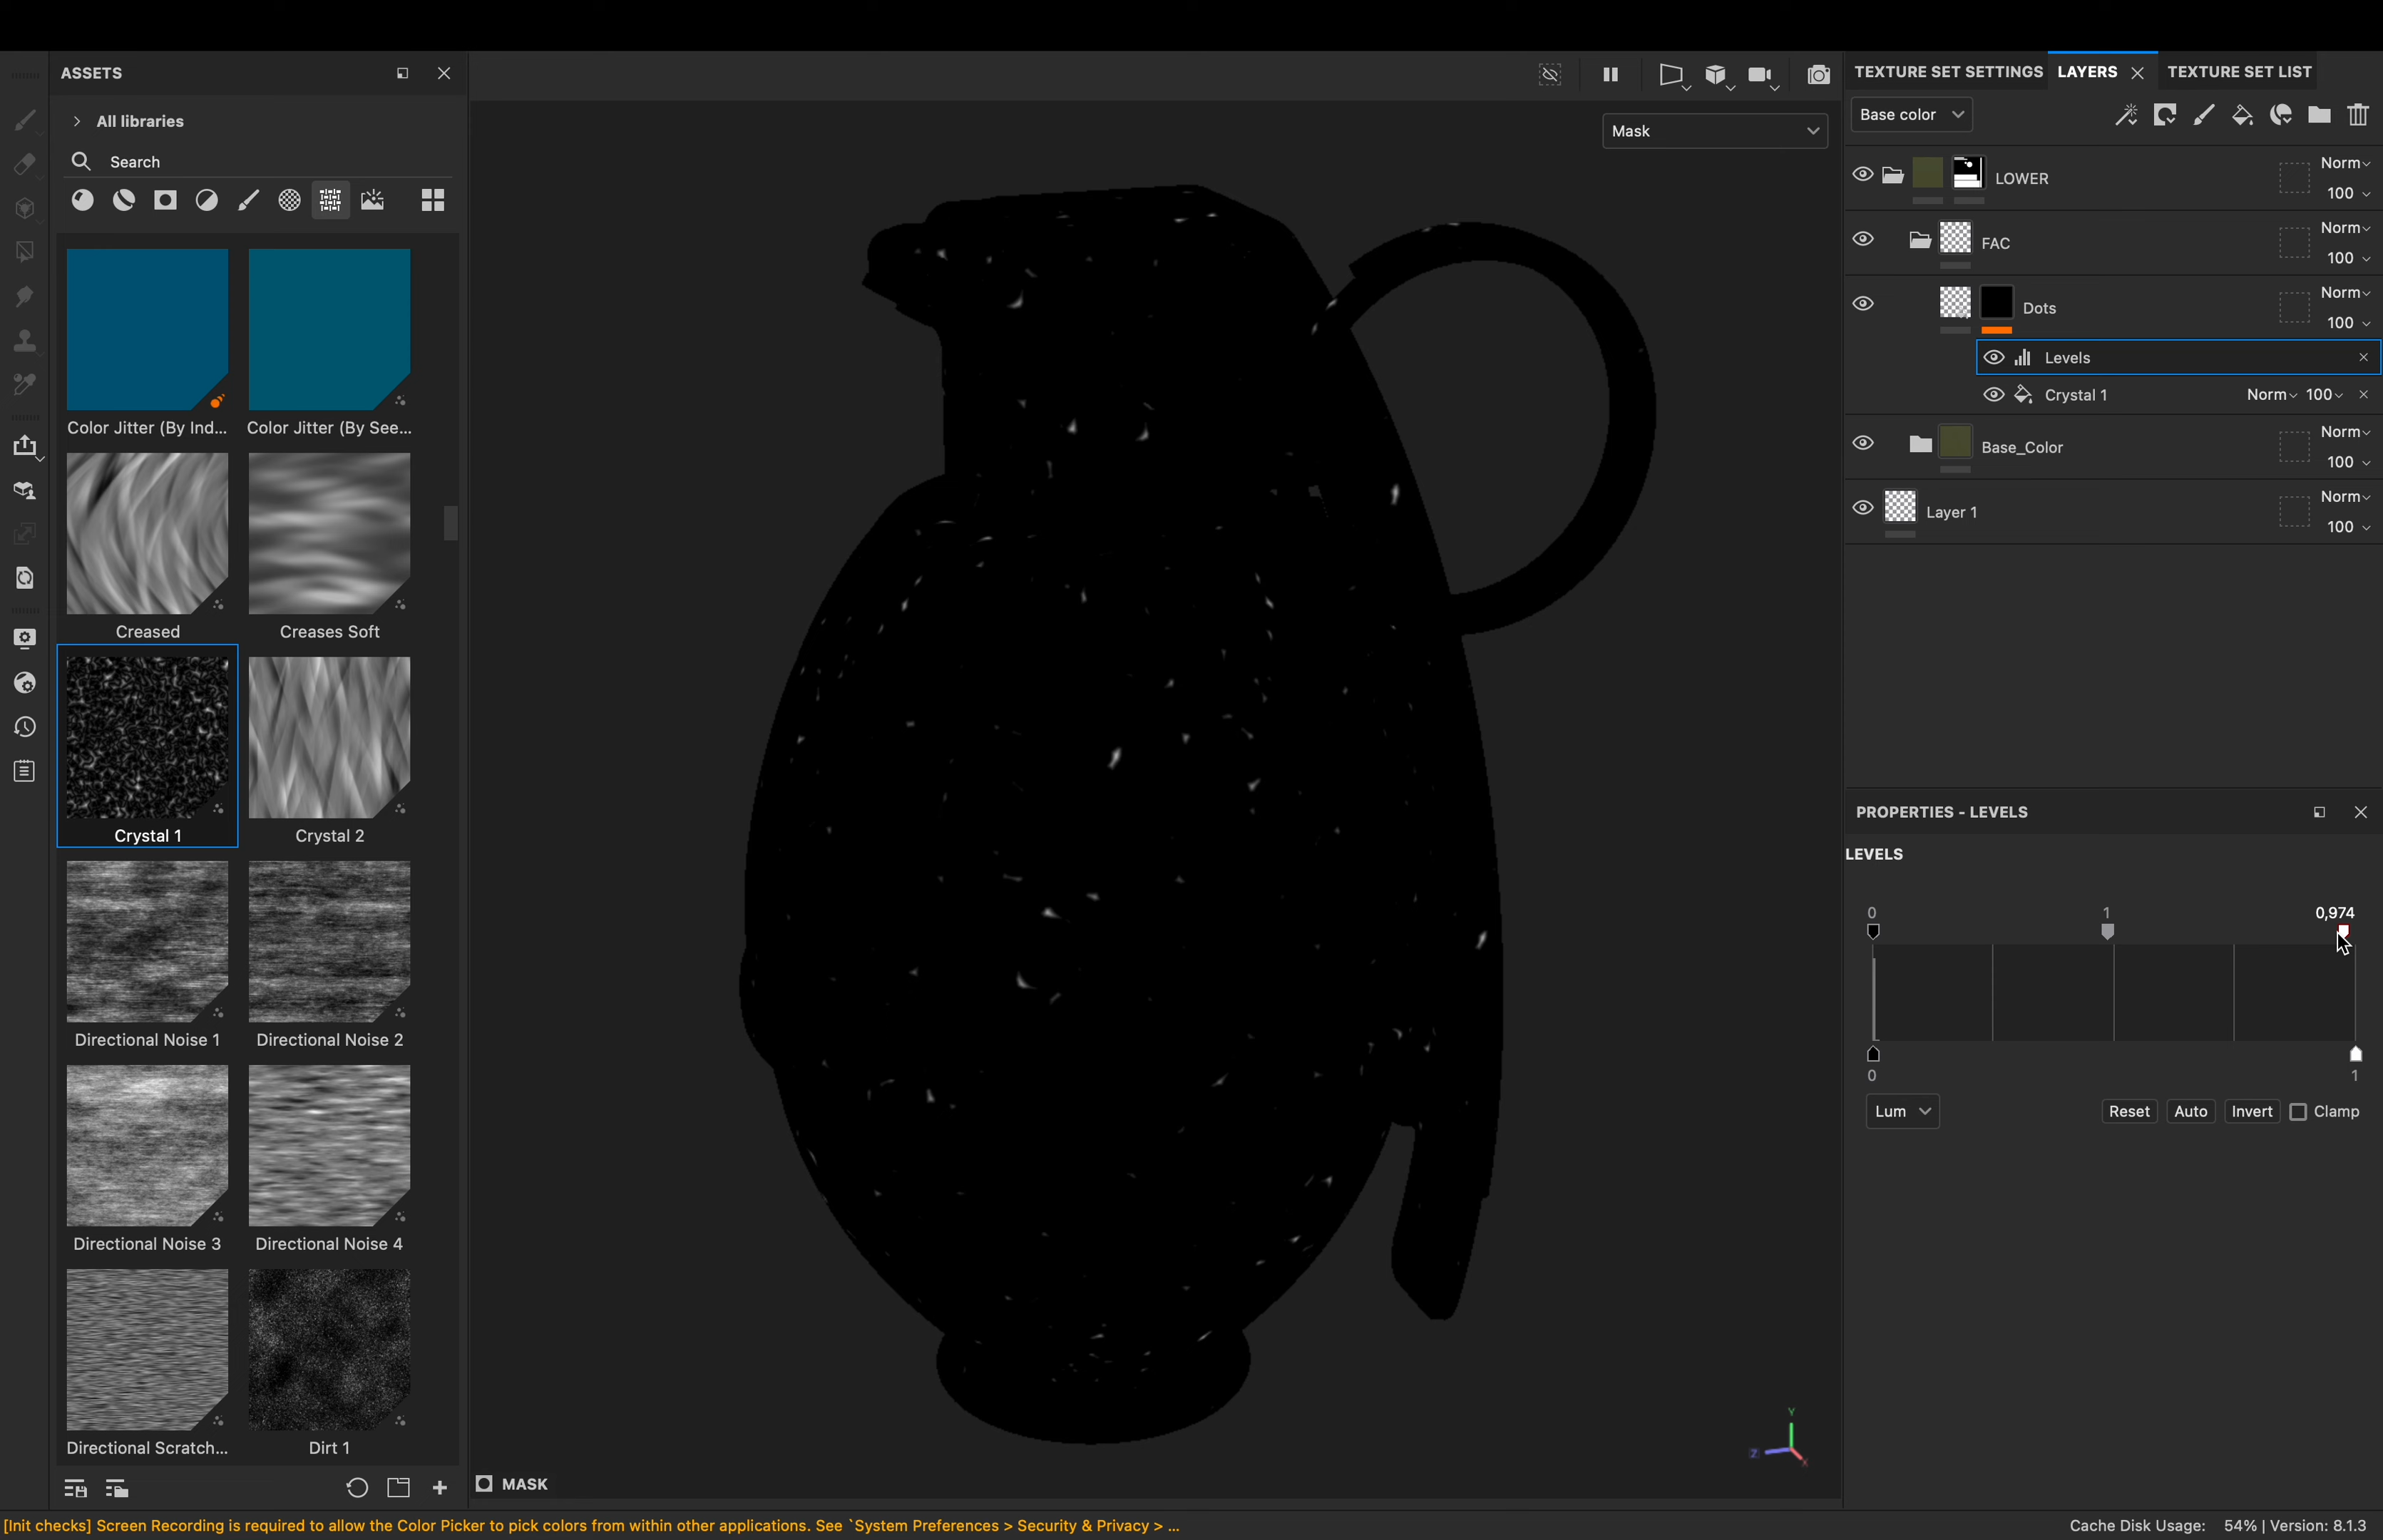 ASSETS
All libraries
Search
Color Jitter (By Ind...
Color Jitter (By See...
Creased
Creases Soft
Crystal 1
Crystal 2
Directional Noise 1
Directional Noise 2
Directional Noise 3
Directional Noise 4
Directional Scratch...
Dirt 1
Mask
Y
Z
X
MASK
TEXTURE SET SETTINGS
LAYERS
TEXTURE SET LIST
Base color
LOWER
Norm
100
FAC
Norm
100
Dots
Norm
100
Levels
Crystal 1
Norm 100
Base_Color
Norm
100
Layer 1
Norm
100
PROPERTIES - LEVELS
LEVELS
0
1
0,974
0
1
Lum
Reset
Auto
Invert
Clamp
[Init checks] Screen Recording is required to allow the Color Picker to pick colors from within other applications. See `System Preferences > Security & Privacy > ...
Cache Disk Usage: 54% | Version: 8.1.3